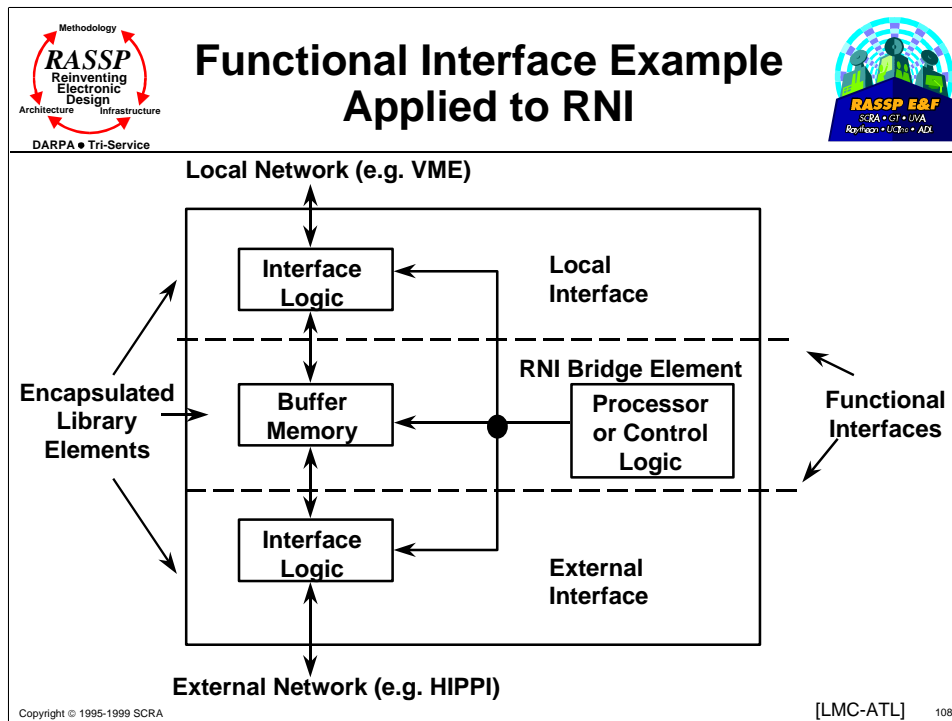 Methodology
RASSP
Reinventing
Electronic
Design
Architecture
Infrastructure
DARPA ● Tri-Service
Functional Interface Example
Applied to RNI
RASSP E&F
SCRA • GT • UVA
Raytheon • UCinc • ADL
Local Network (e.g. VME)
Interface
Logic
Local
Interface
RNI Bridge Element
Encapsulated
Library
Elements
Buffer
Memory
Processor
or Control
Logic
Functional
Interfaces
Interface
Logic
External
Interface
External Network (e.g. HIPPI)
Copyright © 1995-1999 SCRA
[LMC-ATL]
108